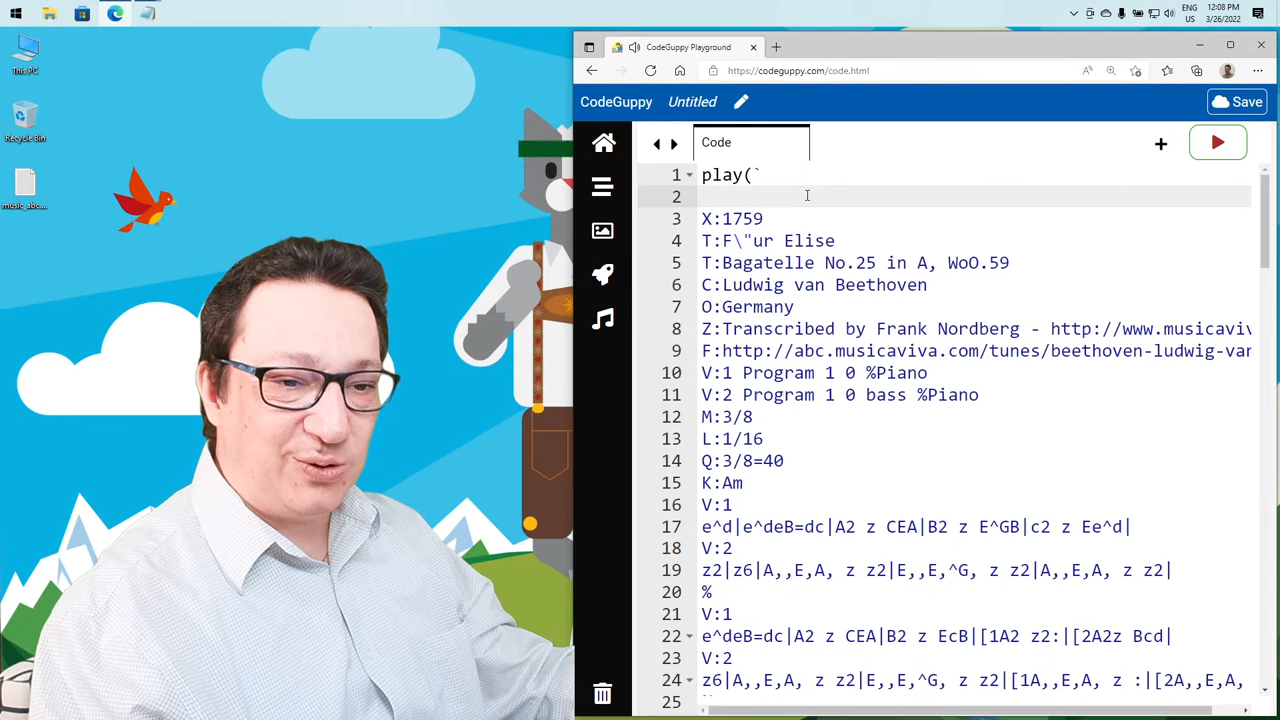 ENG
US
12:08 PM
3/26/2022
This PC
Recycle Bin
music_abc....
CodeGuppy Playground
https://codeguppy.com/code.html
CodeGuppy Untitled
Save
Code
1 play(`
2
3 X:1759
4 T:F\"ur Elise
5 T:Bagatelle No.25 in A, WoO.59
6 C:Ludwig van Beethoven
7 O:Germany
8 Z:Transcribed by Frank Nordberg - http://www.musicaviv
9 F:http://abc.musicaviva.com/tunes/beethoven-ludwig-van
10 V:1 Program 1 0 %Piano
11 V:2 Program 1 0 bass %Piano
12 M:3/8
13 L:1/16
14 Q:3/8=40
15 K:Am
16 V:1
17 e^d|e^deB=dc|A2 z CEA|B2 z E^GB|c2 z Ee^d|
18 V:2
19 z2|z6|A,,E,A, z z2|E,,E,^G, z z2|A,,E,A, z z2|
20 %
21 V:1
22 e^deB=dc|A2 z CEA|B2 z EcB|[1A2 z2:|[2A2z Bcd|
23 V:2
24 z6|A,,E,A, z z2|E,,E,^G, z z2|[1A,,E,A, z :|[2A,,E,A,
25